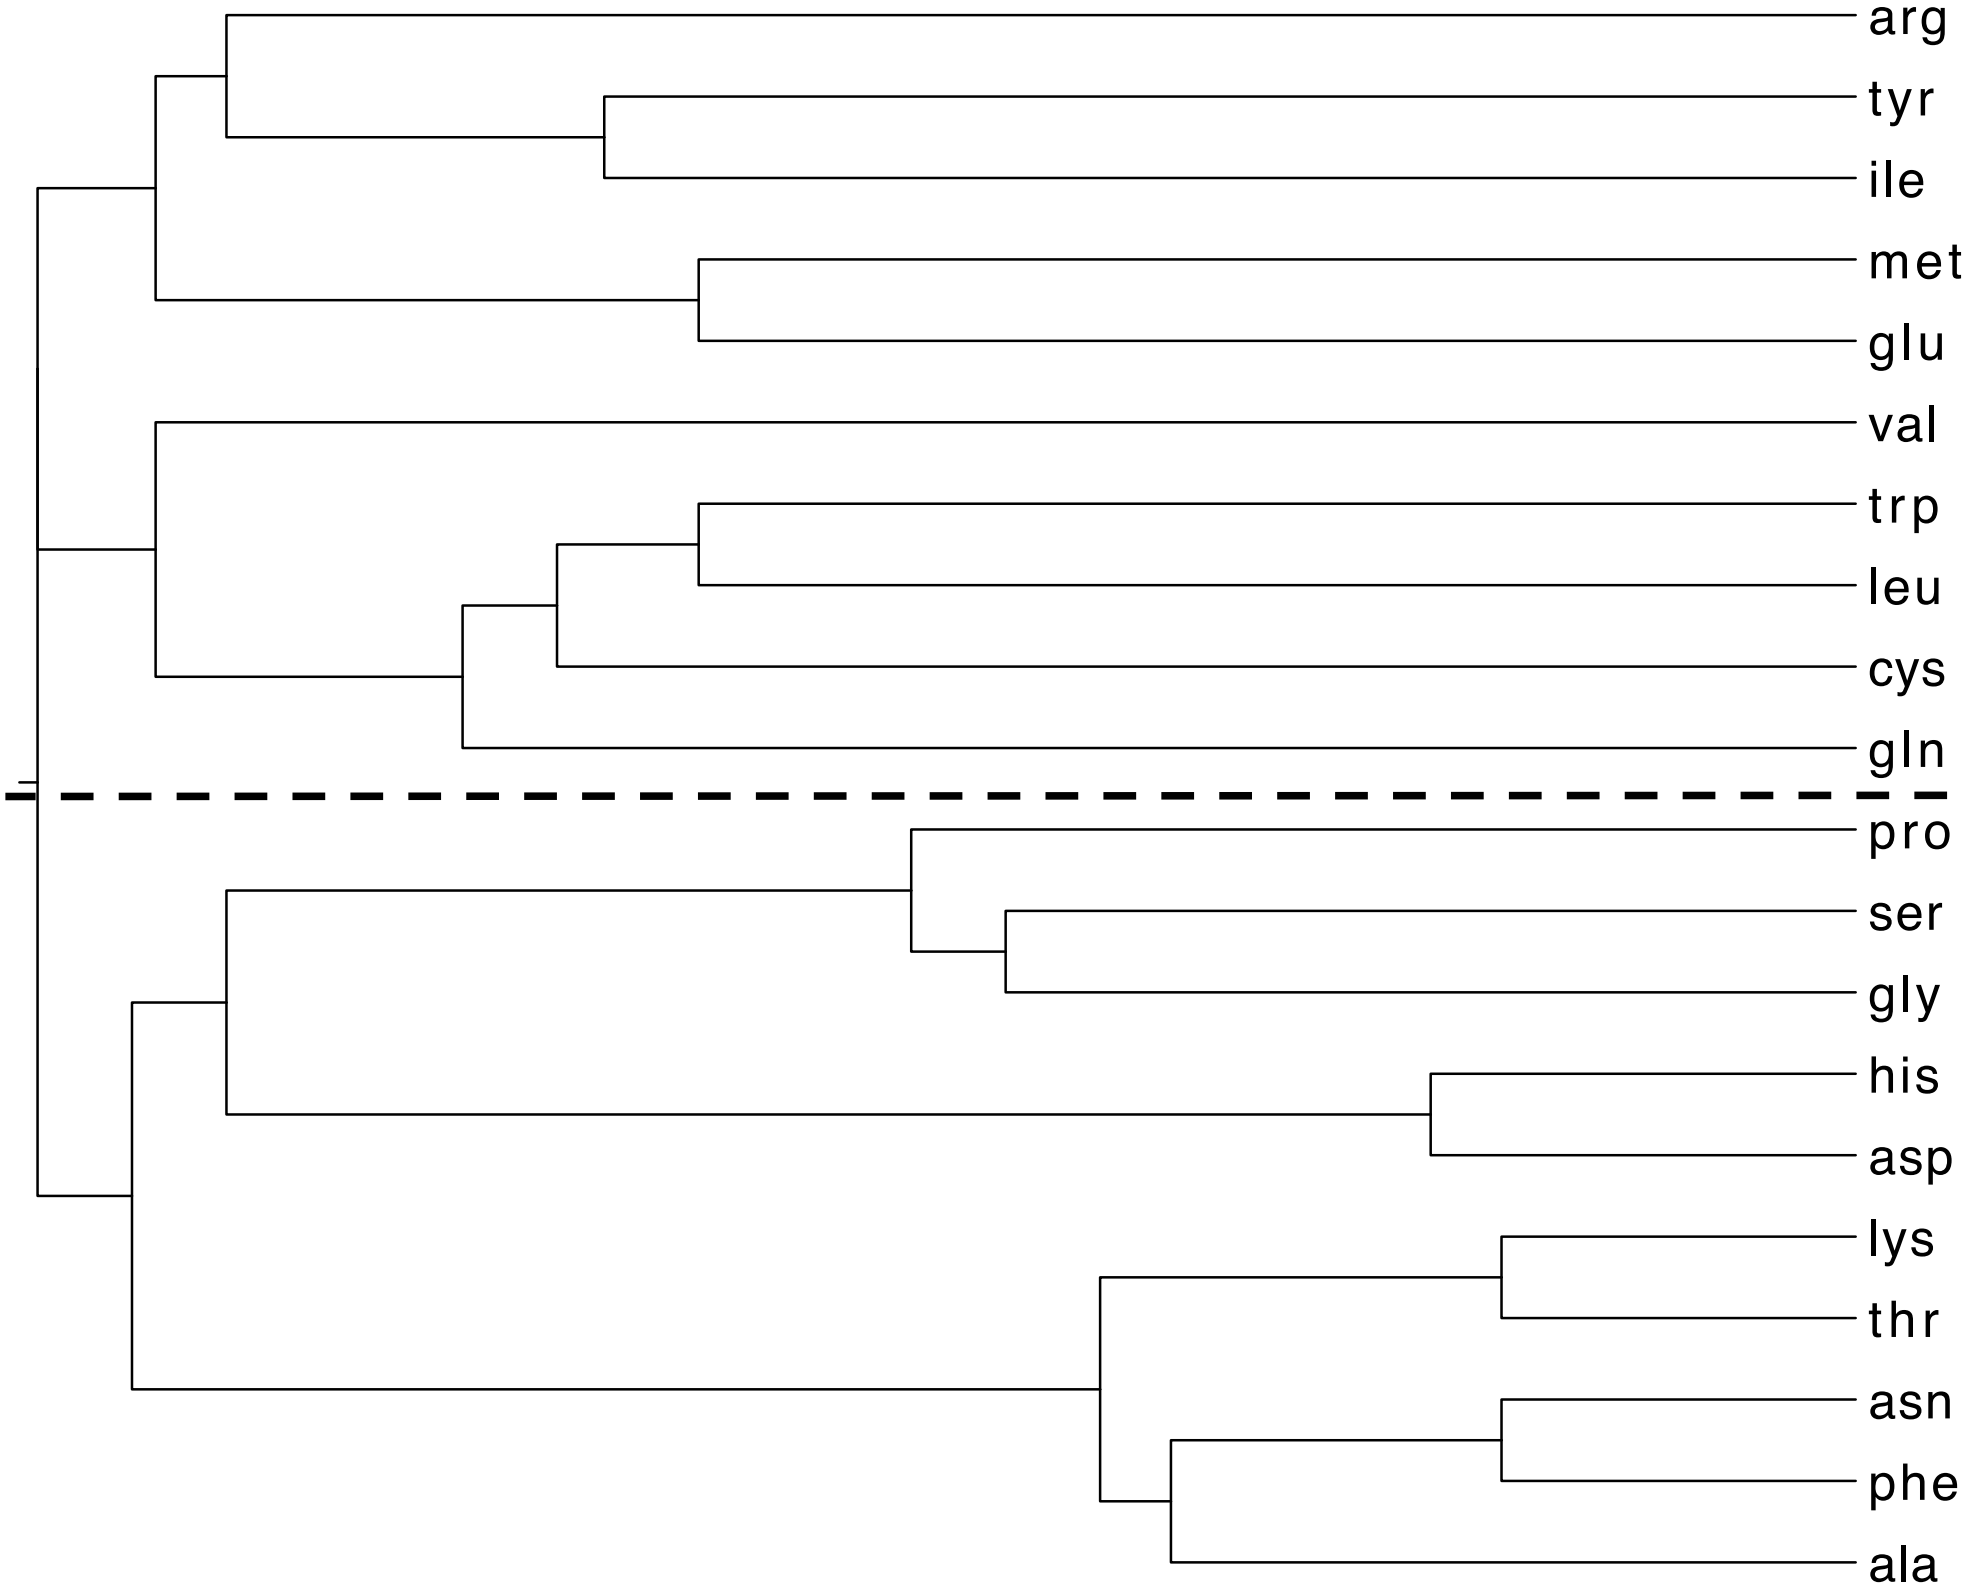 arg
tyr
ile
met
glu
val
trp
leu
cys
gln
pro
ser
gly
his
asp
lys
thr
asn
phe
ala